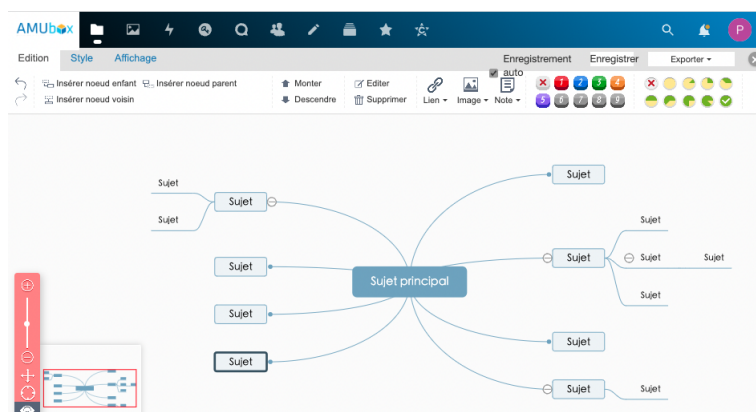 AMUbox
P
Edition Style Affichage Enregistrement auto Enregistrer Exporter
Insérer noeud enfant Insérer noeud parent Monter Editer
Insérer noeud voisin Descendre Supprimer Lien Image Note
1 2 3 4
5 6 7 8 9
Sujet
Sujet
Sujet
Sujet
Sujet
Sujet
Sujet principal
Sujet
Sujet
Sujet
Sujet
Sujet
Sujet
Sujet
Sujet
Sujet